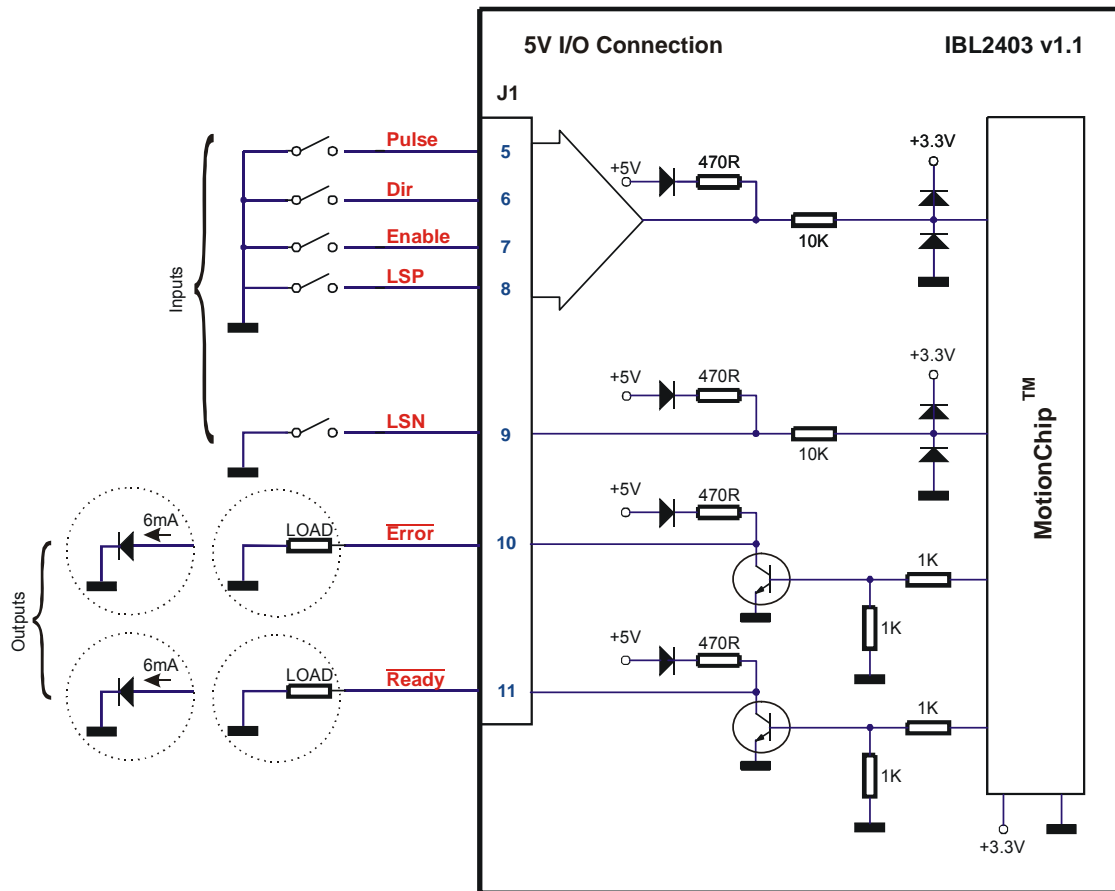 5V I/O Connection
IBL2403 v1.1
J1
Inputs
Pulse
5
Dir
6
Enable
7
LSP
8
+5V
470R
10K
+3.3V
LSN
9
+5V
470R
10K
+3.3V
MotionChip™
Outputs
6mA
LOAD
Error
10
+5V
470R
1K
1K
6mA
LOAD
Ready
11
+5V
470R
1K
1K
+3.3V